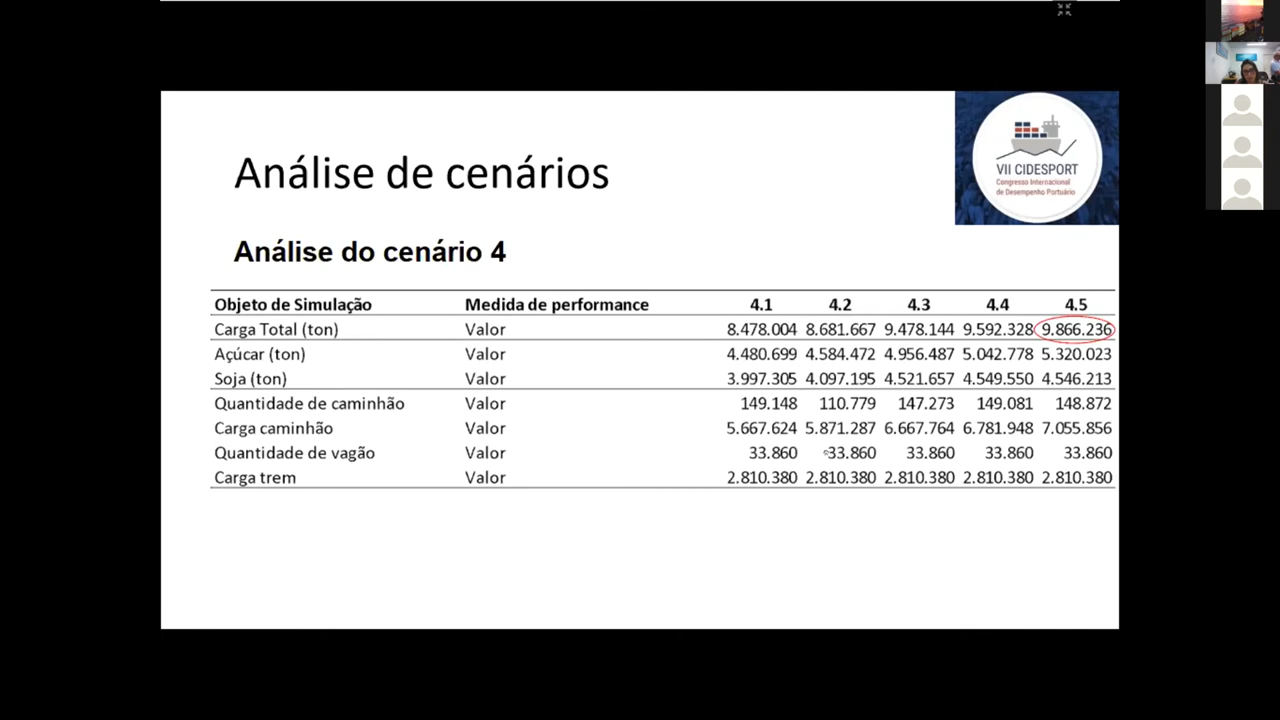 Análise de cenários
VII CIDESPORT
Congresso Internacional
de Desempenho Portuário
Análise do cenário 4
Objeto de Simulação Medida de performance 4.1 4.2 4.3 4.4 4.5
Carga Total (ton) Valor 8.478.004 8.681.667 9.478.144 9.592.328 9.866.236
Açúcar (ton) Valor 4.480.699 4.584.472 4.956.487 5.042.778 5.320.023
Soja (ton) Valor 3.997.305 4.097.195 4.521.657 4.549.550 4.546.213
Quantidade de caminhão Valor 149.148 110.779 147.273 149.081 148.872
Carga caminhão Valor 5.667.624 5.871.287 6.667.764 6.781.948 7.055.856
Quantidade de vagão Valor 33.860 33.860 33.860 33.860 33.860
Carga trem Valor 2.810.380 2.810.380 2.810.380 2.810.380 2.810.380